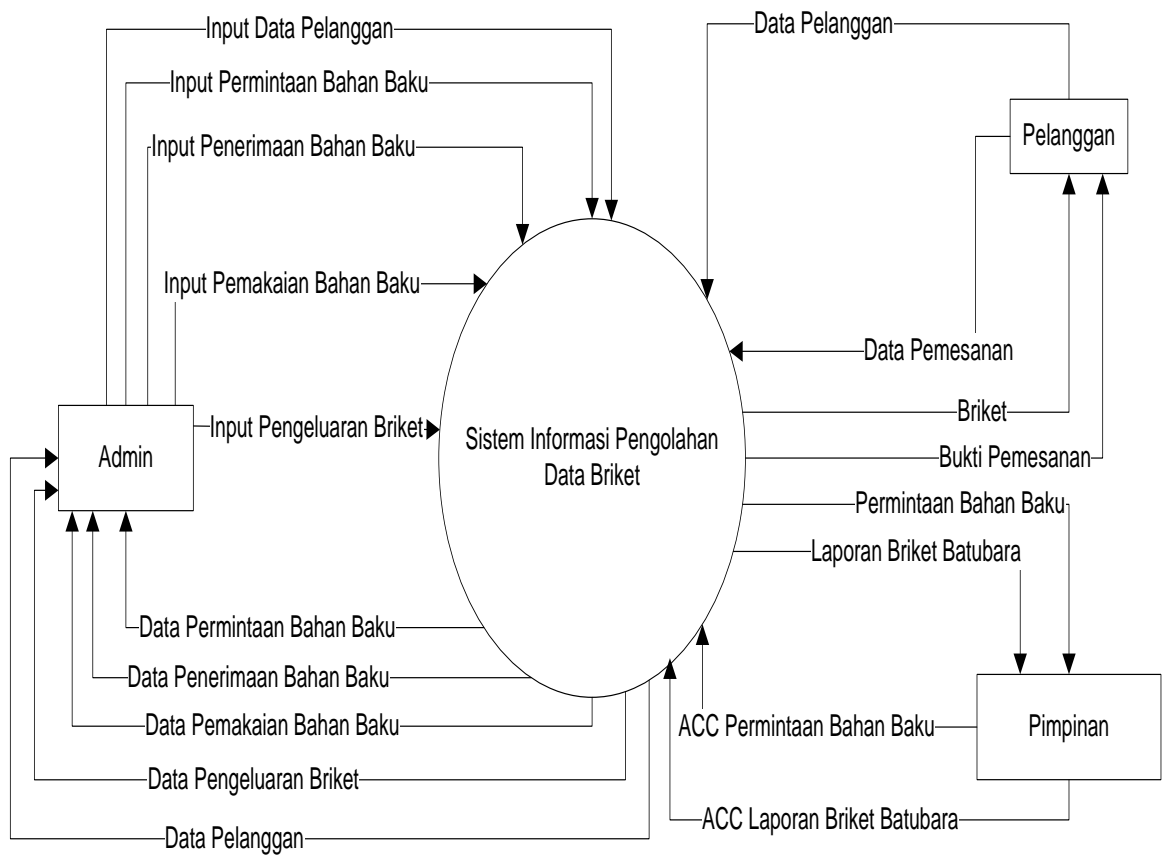 Input Data Pelanggan
Data Pelanggan
Input Permintaan Bahan Baku
Input Penerimaan Bahan Baku
Pelanggan
Input Pemakaian Bahan Baku
Data Pemesanan
Briket
Input Pengeluaran Briket
Admin
Sistem Informasi Pengolahan
Data Briket
Bukti Pemesanan
Permintaan Bahan Baku
Laporan Briket Batubara
Data Permintaan Bahan Baku
Data Penerimaan Bahan Baku
Data Pemakaian Bahan Baku
ACC Permintaan Bahan Baku
Pimpinan
Data Pengeluaran Briket
ACC Laporan Briket Batubara
Data Pelanggan